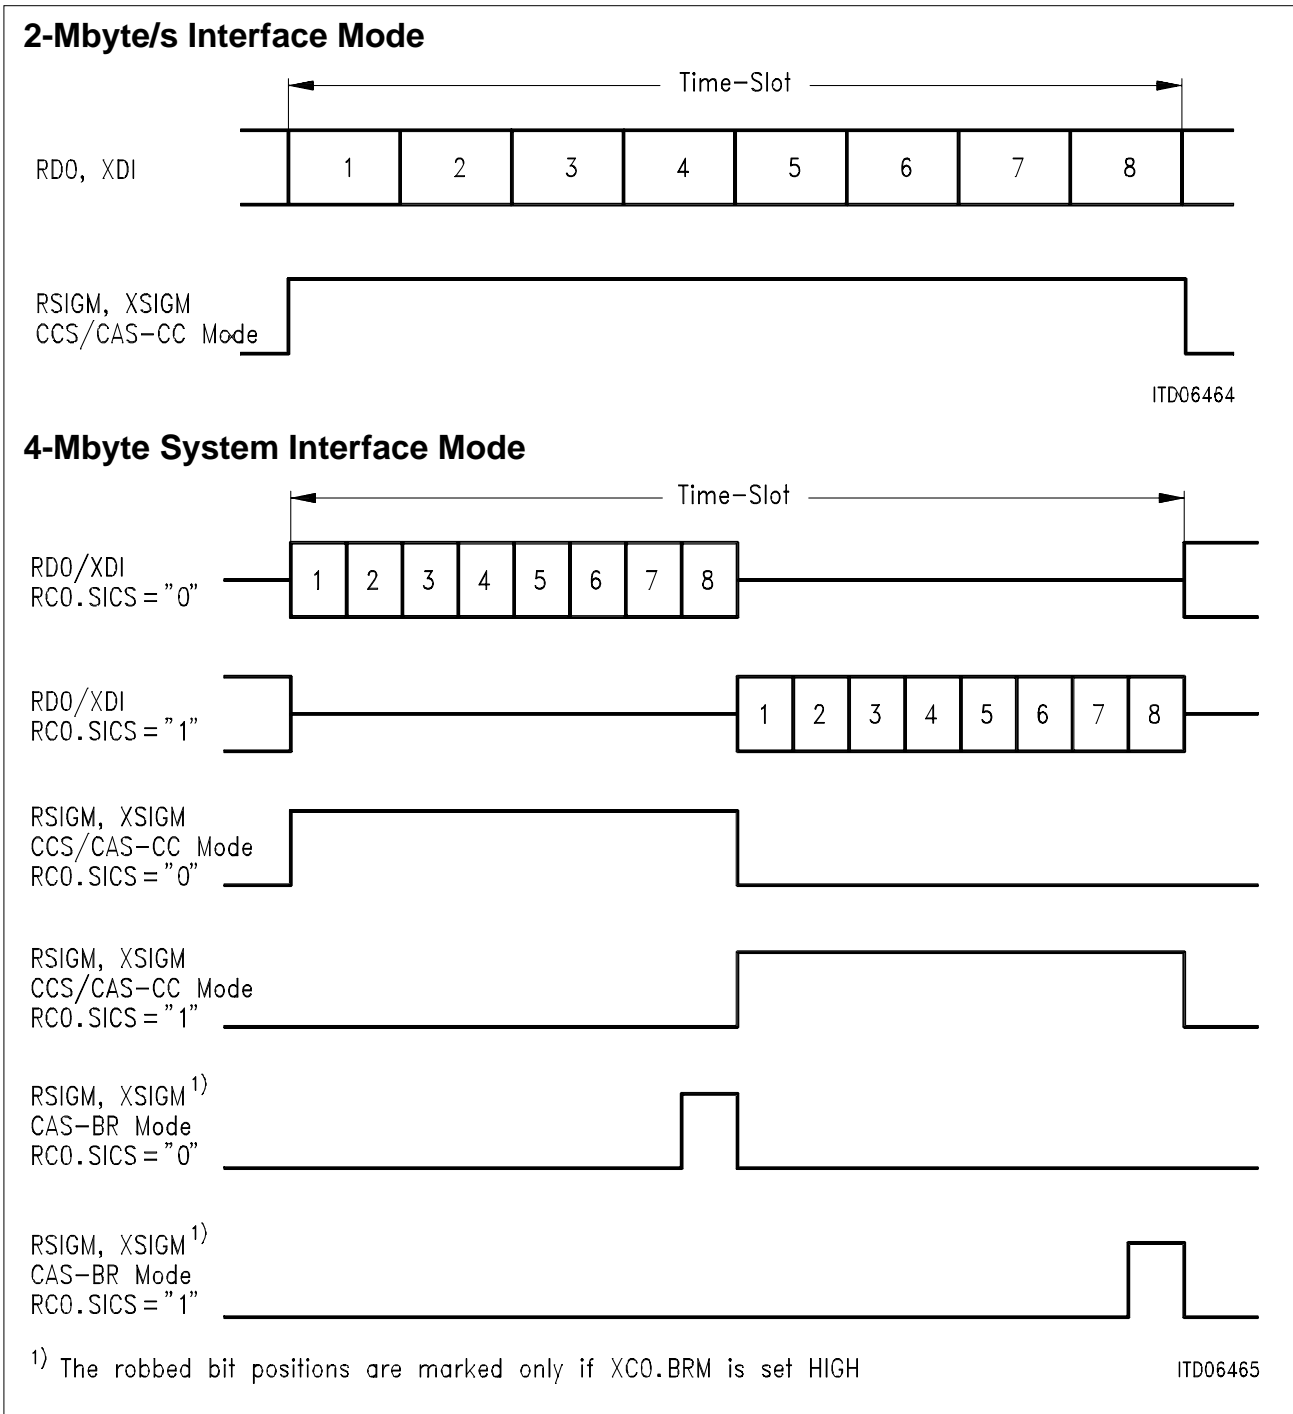 2-Mbyte/s Interface Mode
Time-Slot
RDO, XDI
1 2 3 4 5 6 7 8
RSIGM, XSIGM
CCS/CAS-CC Mode
ITD06464
4-Mbyte System Interface Mode
Time-Slot
RDO/XDI
RC0.SICS="0"
1 2 3 4 5 6 7 8
RDO/XDI
RC0.SICS="1"
1 2 3 4 5 6 7 8
RSIGM, XSIGM
CCS/CAS-CC Mode
RC0.SICS="0"
RSIGM, XSIGM
CCS/CAS-CC Mode
RC0.SICS="1"
RSIGM, XSIGM 1)
CAS-BR Mode
RC0.SICS="0"
RSIGM, XSIGM 1)
CAS-BR Mode
RC0.SICS="1"
1) The robbed bit positions are marked only if XC0.BRM is set HIGH
ITD06465